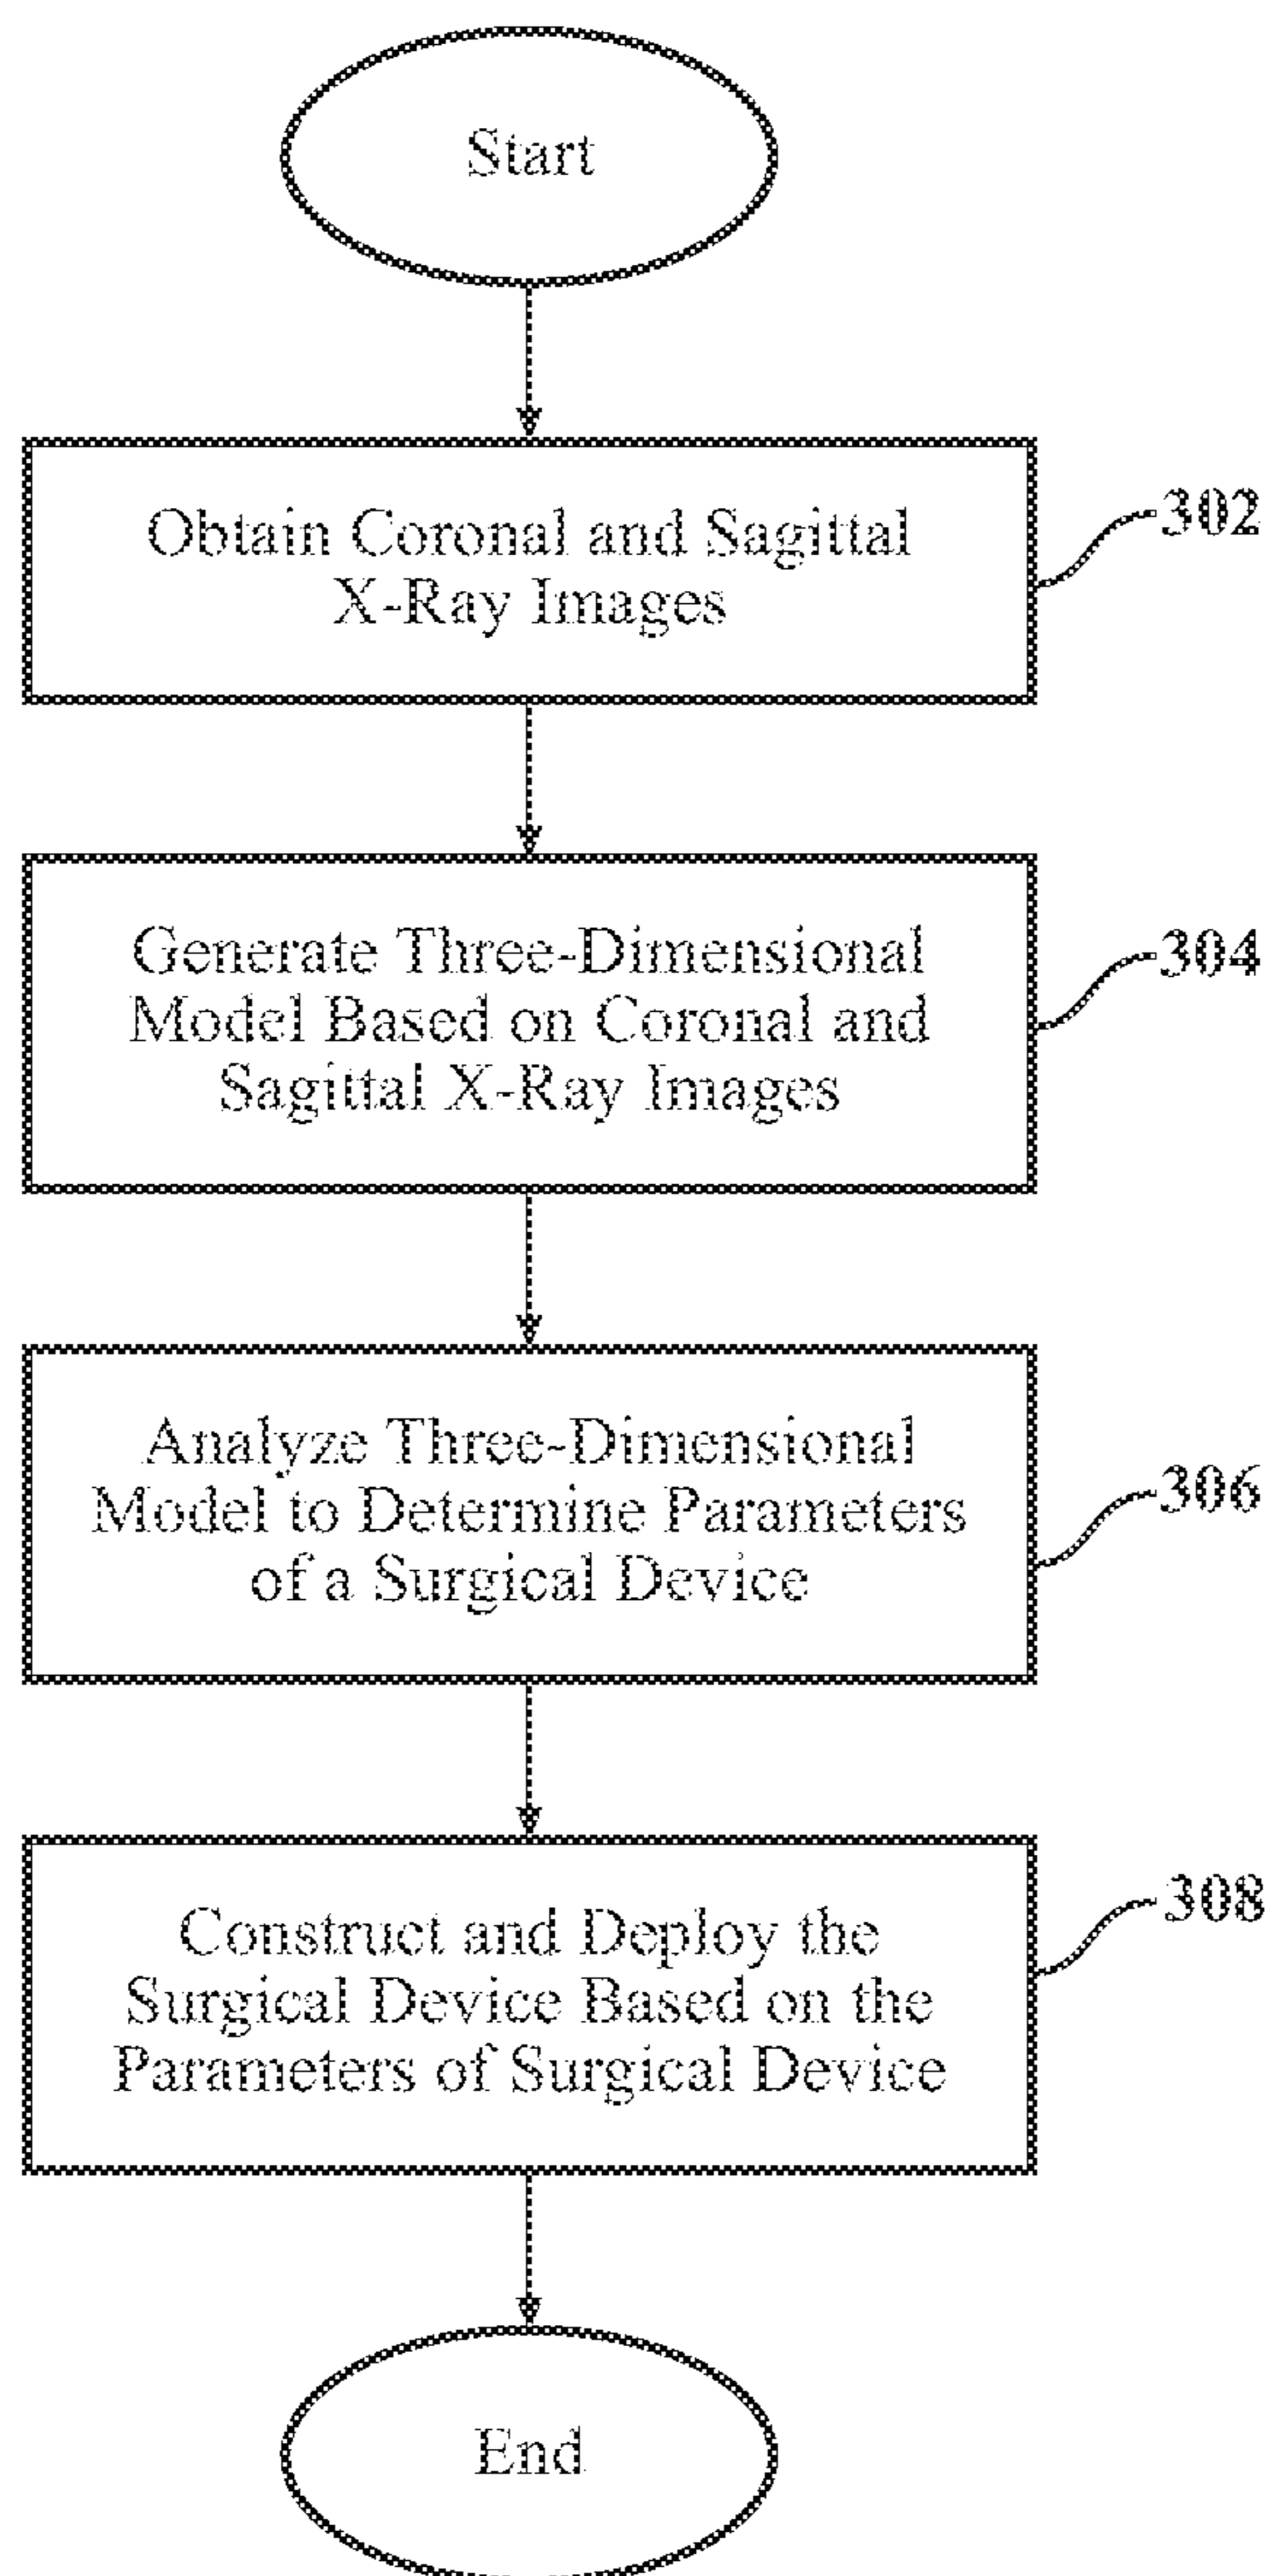 Start
Obtain Coronal and Sagittal
X-Ray Images
302
Generate Three-Dimensional
Model Based on Coronal and
Sagittal X-Ray Images
304
Analyze Three-Dimensional
Model to Determine Parameters
of a Surgical Device
306
Construct and Deploy the
Surgical Device Based on the
Parameters of Surgical Device
308
End